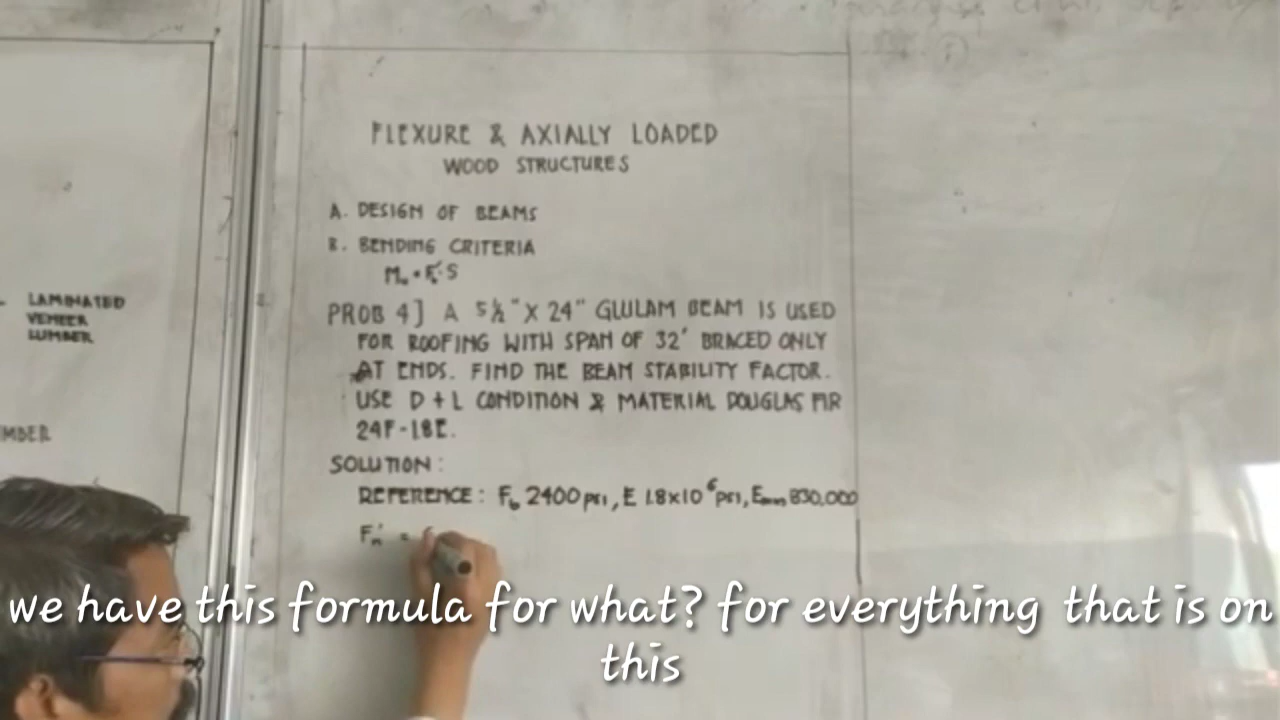 LAMINATED
VENEER
LUMBER
FLEXURE & AXIALLY LOADED
WOOD STRUCTURES
A. DESIGN OF BEAMS
B. BENDING CRITERIA
PROB 4] A 5½" X 24" GLULAM BEAM IS USED
FOR ROOFING WITH SPAN OF 32' BRACED ONLY
AT ENDS. FIND THE BEAM STABILITY FACTOR.
USE D + L CONDITION & MATERIAL DOUGLAS FIR
24F-1.8E.
SOLUTION:
REFERENCE: Fb 2400 psi, E 1.8x10⁶ psi, Emin 830,000
F'n =
we have this formula for what? for everything that is on
this